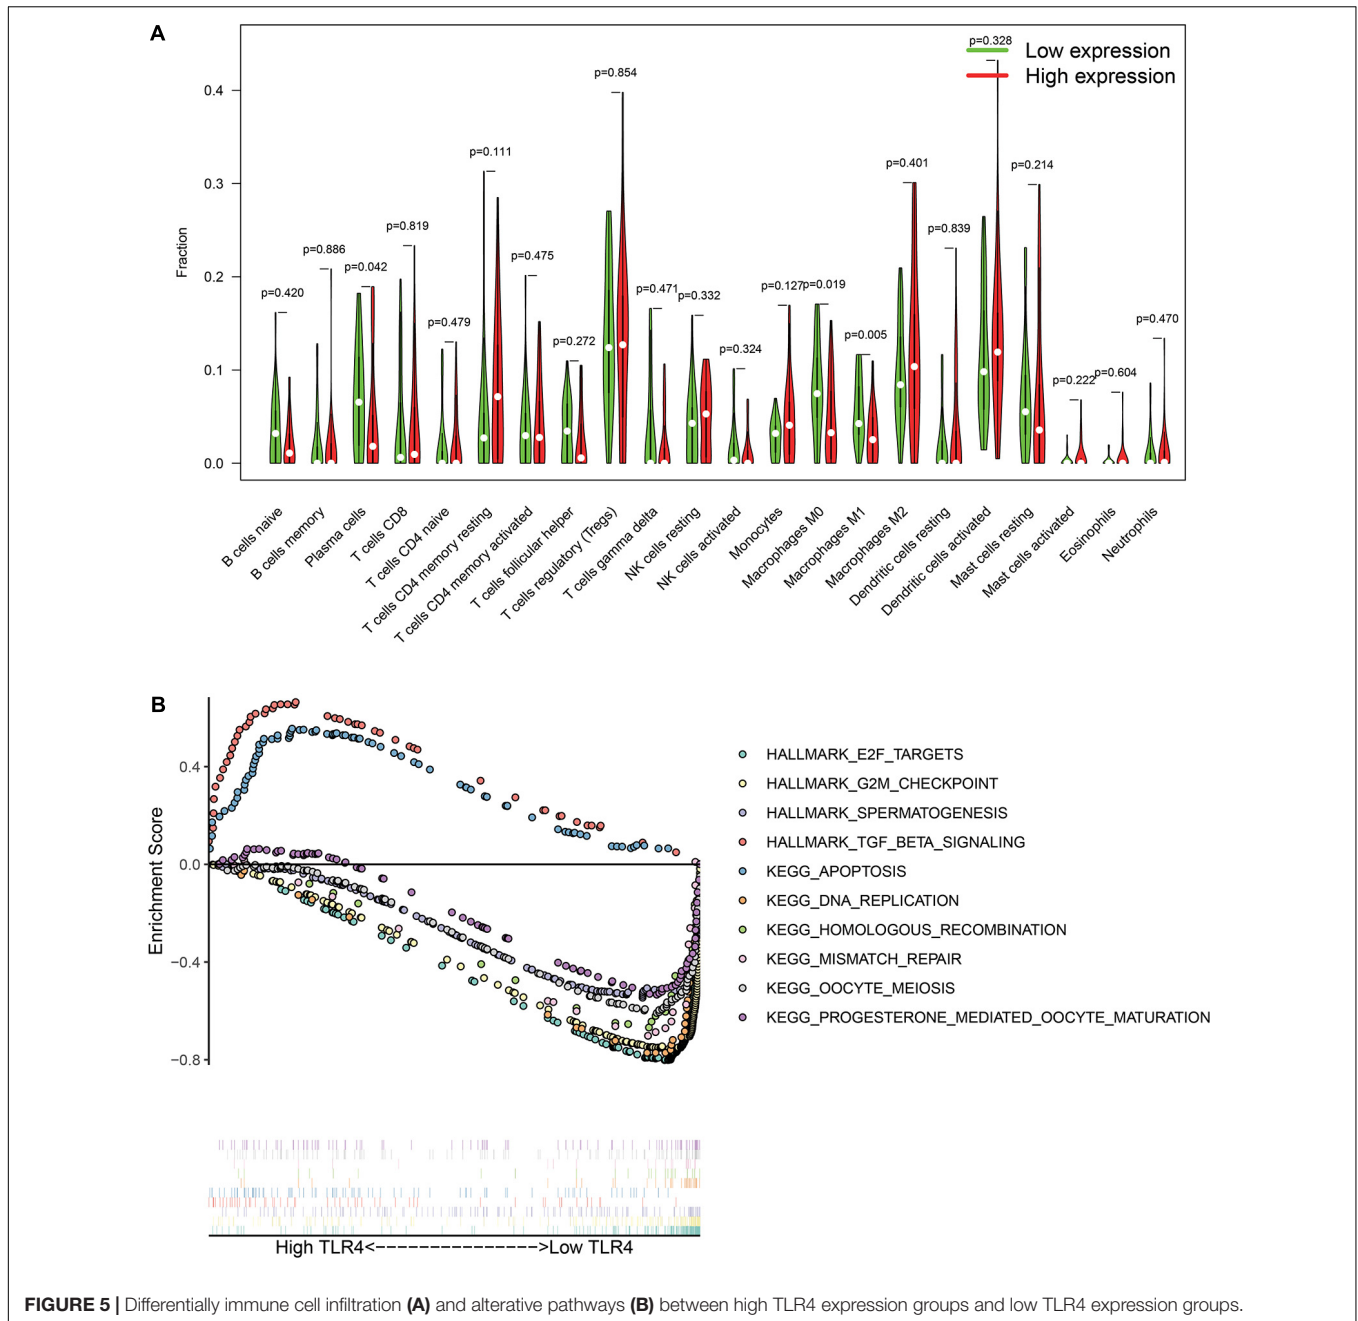 A
p=0.328
Low expression
High expression
Fraction
0.4
0.3
0.2
0.1
0.0
p=0.420
p=0.886
p=0.042
p=0.819
p=0.479
p=0.111
p=0.475
p=0.272
p=0.854
p=0.471
p=0.332
p=0.324
p=0.127
p=0.019
p=0.005
p=0.401
p=0.839
p=0.214
p=0.222
p=0.604
p=0.470
B cells naive
B cells memory
Plasma cells
T cells CD8
T cells CD4 naive
T cells CD4 memory resting
T cells CD4 memory activated
T cells follicular helper
T cells regulatory (Tregs)
T cells gamma delta
NK cells resting
NK cells activated
Monocytes
Macrophages M0
Macrophages M1
Macrophages M2
Dendritic cells resting
Dendritic cells activated
Mast cells resting
Mast cells activated
Eosinophils
Neutrophils
B
Enrichment Score
0.4
0.0
−0.4
−0.8
HALLMARK_E2F_TARGETS
HALLMARK_G2M_CHECKPOINT
HALLMARK_SPERMATOGENESIS
HALLMARK_TGF_BETA_SIGNALING
KEGG_APOPTOSIS
KEGG_DNA_REPLICATION
KEGG_HOMOLOGOUS_RECOMBINATION
KEGG_MISMATCH_REPAIR
KEGG_OOCYTE_MEIOSIS
KEGG_PROGESTERONE_MEDIATED_OOCYTE_MATURATION
High TLR4<---------------->Low TLR4
FIGURE 5 | Differentially immune cell infiltration (A) and alterative pathways (B) between high TLR4 expression groups and low TLR4 expression groups.